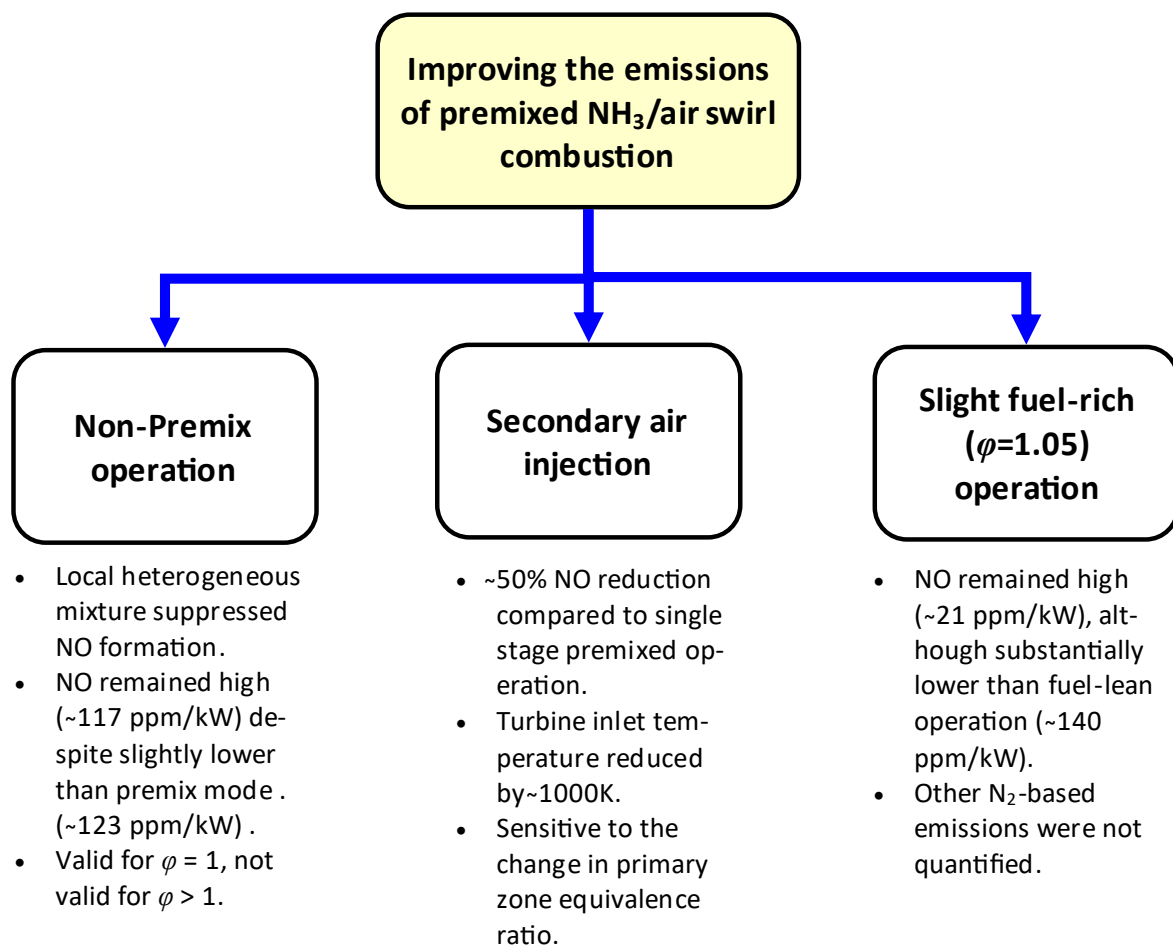 Improving the emissions
of premixed NH₃/air swirl
combustion
Non-Premix
operation
Secondary air
injection
Slight fuel-rich
(φ=1.05)
operation
• Local heterogeneous
mixture suppressed
NO formation.
• NO remained high
(~117 ppm/kW) de-
spite slightly lower
than premix mode .
(~123 ppm/kW) .
• Valid for φ = 1, not
valid for φ > 1.
• ~50% NO reduction
compared to single
stage premixed op-
eration.
• Turbine inlet tem-
perature reduced
by~1000K.
• Sensitive to the
change in primary
zone equivalence
ratio.
• NO remained high
(~21 ppm/kW), alt-
hough substantially
lower than fuel-lean
operation (~140
ppm/kW).
• Other N₂-based
emissions were not
quantified.